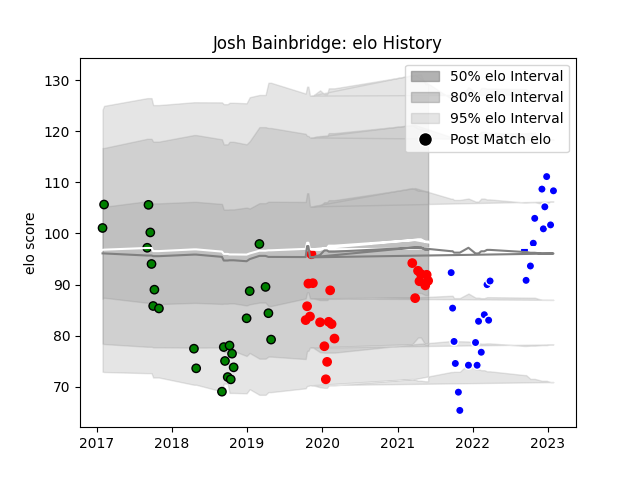 Josh Bainbridge: elo History
50% elo Interval
80% elo Interval
95% elo Interval
Post Match elo
elo score
130
120
110
100
90
80
70
2017 2018 2019 2020 2021 2022 2023